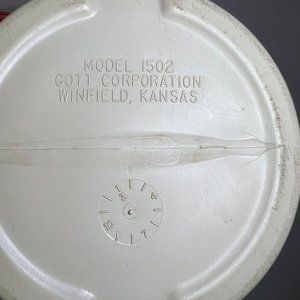 MODEL 1502
GOTT CORPORATION
WINFIELD, KANSAS